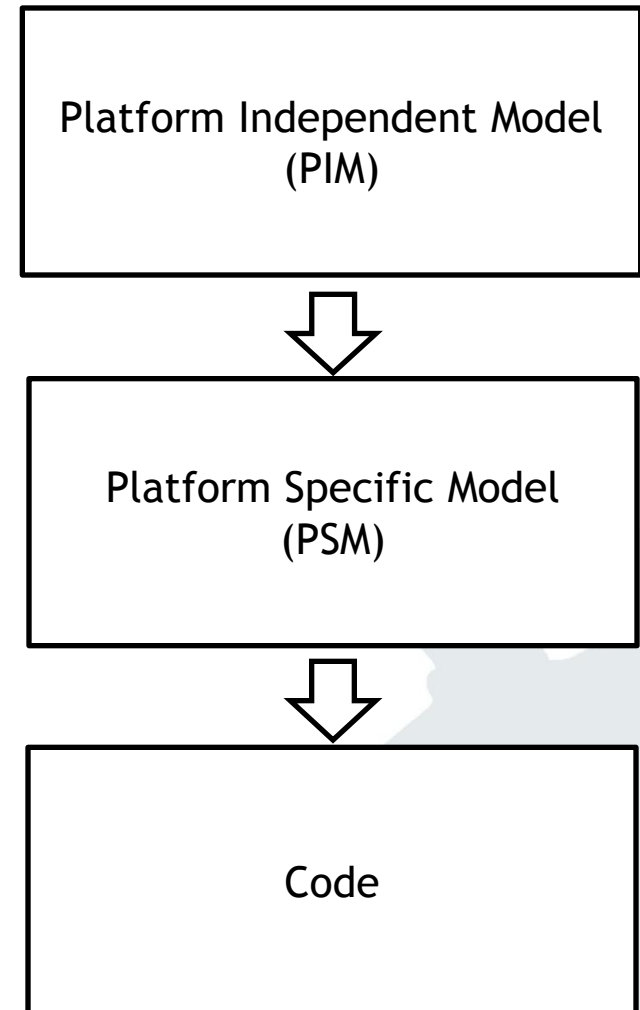 Platform Independent Model
(PIM)
Platform Specific Model
(PSM)
Code